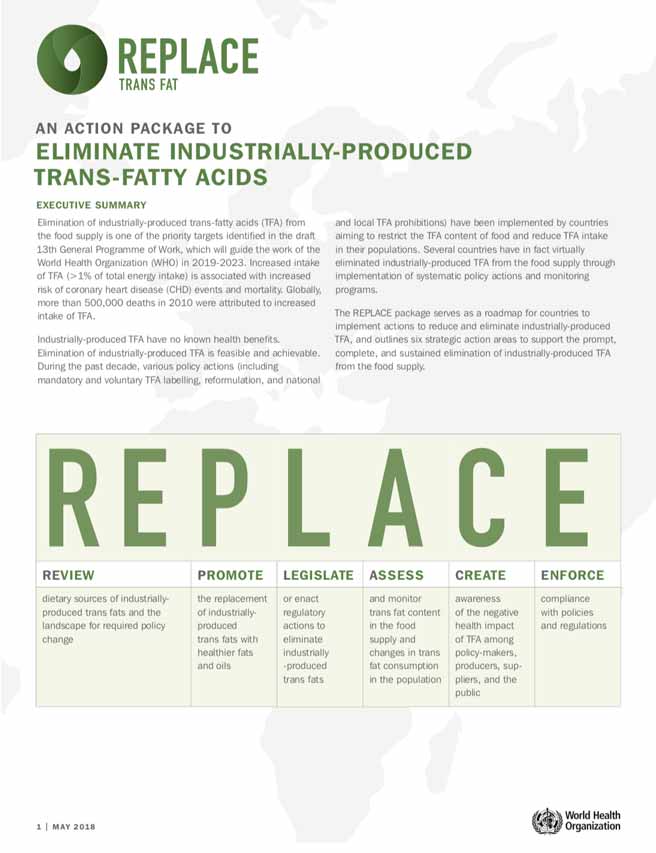 REPLACE
TRANS FAT
AN ACTION PACKAGE TO
ELIMINATE INDUSTRIALLY-PRODUCED
TRANS-FATTY ACIDS
EXECUTIVE SUMMARY
Elimination of industrially-produced trans-fatty acids (TFA) from
the food supply is one of the priority targets identified in the draft
13th General Programme of Work, which will guide the work of the
World Health Organization (WHO) in 2019-2023. Increased intake
of TFA (>1% of total energy intake) is associated with increased
risk of coronary heart disease (CHD) events and mortality. Globally,
more than 500,000 deaths in 2010 were attributed to increased
intake of TFA.
Industrially-produced TFA have no known health benefits.
Elimination of industrially-produced TFA is feasible and achievable.
During the past decade, various policy actions (including
mandatory and voluntary TFA labelling, reformulation, and national
and local TFA prohibitions) have been implemented by countries
aiming to restrict the TFA content of food and reduce TFA intake
in their populations. Several countries have in fact virtually
eliminated industrially-produced TFA from the food supply through
implementation of systematic policy actions and monitoring
programs.
The REPLACE package serves as a roadmap for countries to
implement actions to reduce and eliminate industrially-produced
TFA, and outlines six strategic action areas to support the prompt,
complete, and sustained elimination of industrially-produced TFA
from the food supply.
REPLACE
REVIEW
dietary sources of industrially-
produced trans fats and the
landscape for required policy
change
PROMOTE
the replacement
of industrially-
produced
trans fats with
healthier fats
and oils
LEGISLATE
or enact
regulatory
actions to
eliminate
industrially
-produced
trans fats
ASSESS
and monitor
trans fat content
in the food
supply and
changes in trans
fat consumption
in the population
CREATE
awareness
of the negative
health impact
of TFA among
policy-makers,
producers, sup-
pliers, and the
public
ENFORCE
compliance
with policies
and regulations
1 | MAY 2018
World Health
Organization